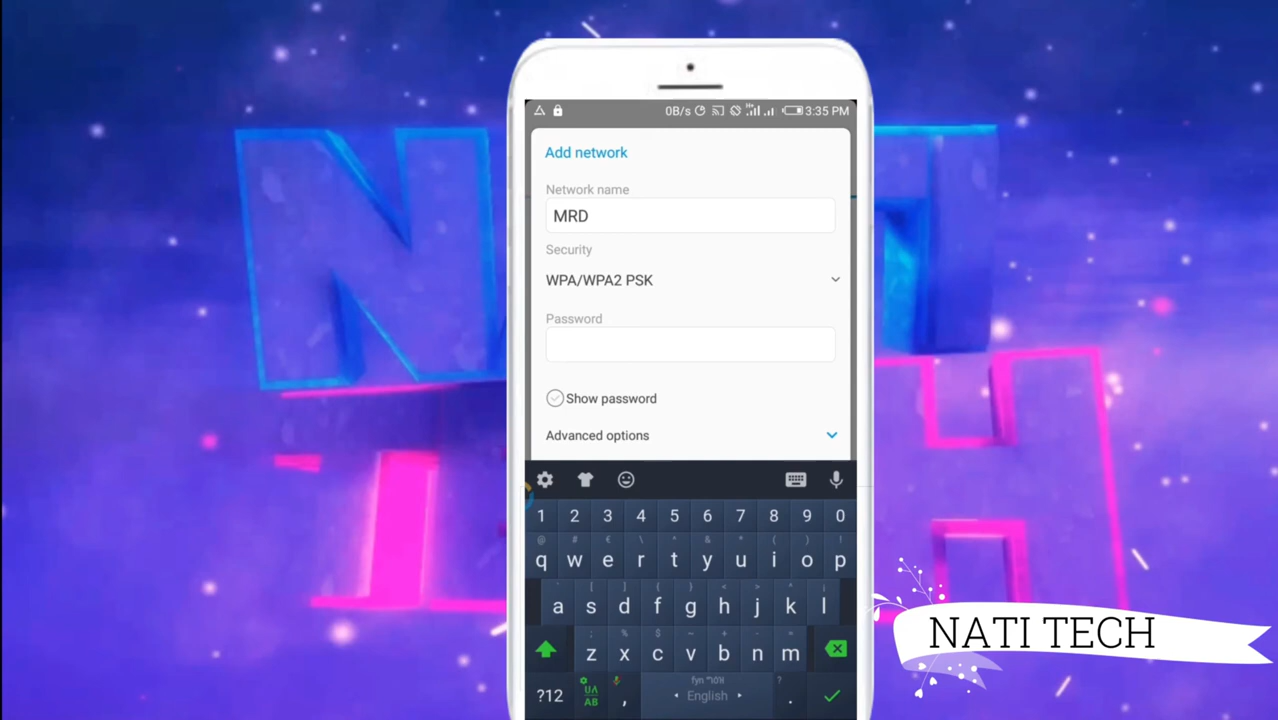 0B/s 3:35 PM
Add network
Network name
MRD
Security
WPA/WPA2 PSK
Password
Show password
Advanced options
1 2 3 4 5 6 7 8 9 0
q w e r t y u i o p
a s d f g h j k l
z x c v b n m
?12 , English .
NATI TECH